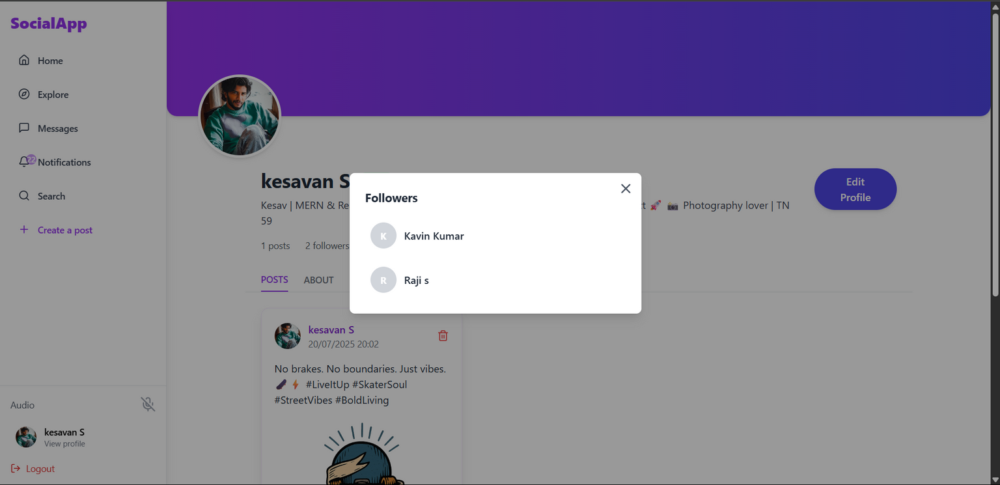 SocialApp
Home
Explore
Messages
22
Notifications
Search
Create a post
Audio
kesavan S
View profile
Logout
kesavan S
Edit
Profile
Kesav | MERN & Re
t 🚀 📷 Photography lover | TN
59
1 posts 2 followers
POSTS ABOUT
Followers
K Kavin Kumar
R Raji s
kesavan S
20/07/2025 20:02
No brakes. No boundaries. Just vibes.
🛹 ⚡ #LiveItUp #SkaterSoul
#StreetVibes #BoldLiving